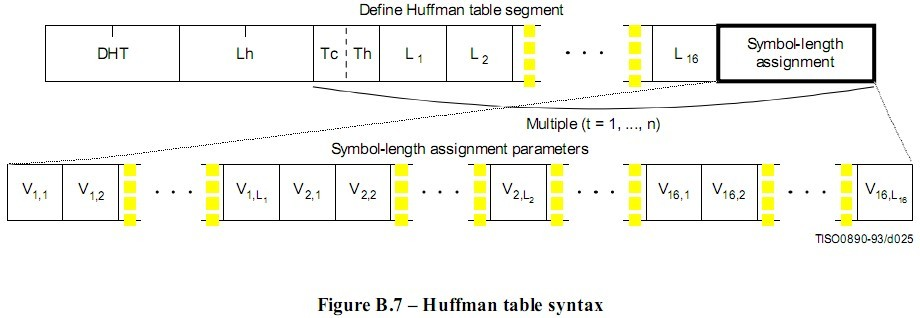 Define Huffman table segment
DHT Lh Tc Th L1 L2 · · · L16 Symbol-length assignment
Multiple (t = 1, ..., n)
Symbol-length assignment parameters
V1,1 V1,2 · · · V1,L1 V2,1 V2,2 · · · V2,L2 · · · V16,1 V16,2 · · · V16,L16
TISO0890-93/d025
Figure B.7 – Huffman table syntax